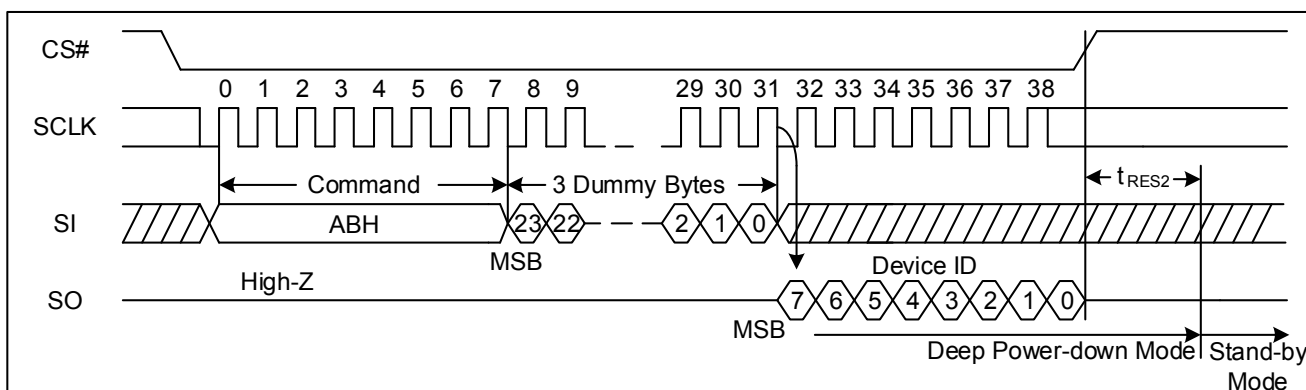 CS#
0 1 2 3 4 5 6 7 8 9 29 30 31 32 33 34 35 36 37 38
SCLK
Command 3 Dummy Bytes tRES2
SI ABH 23 22 2 1 0
MSB Device ID
High-Z
SO 7 6 5 4 3 2 1 0
MSB
Deep Power-down Mode Stand-by
Mode